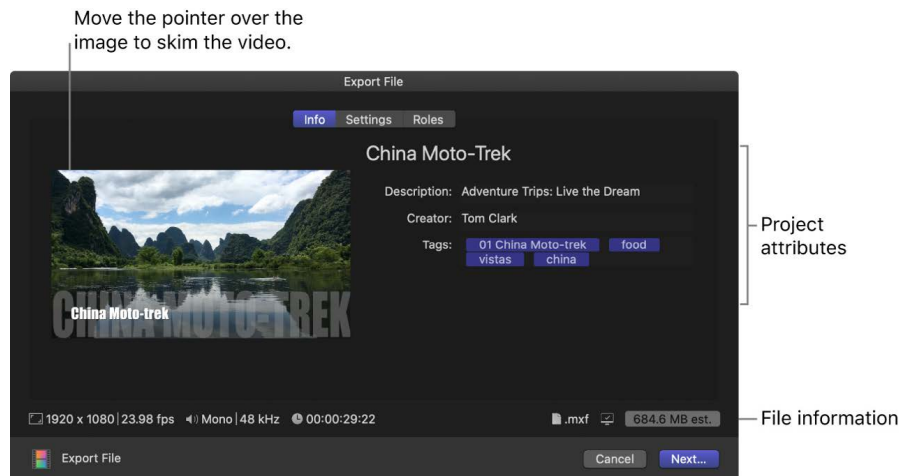 Move the pointer over the
image to skim the video.
Export File
Info Settings Roles
China Moto-Trek
Description: Adventure Trips: Live the Dream
Creator: Tom Clark
Tags: 01 China Moto-trek food
vistas china
CHINA MOTO-TREK
China Moto-trek
Project
attributes
1920 x 1080 | 23.98 fps Mono | 48 kHz 00:00:29:22 .mxf 684.6 MB est.
File information
Export File Cancel Next...